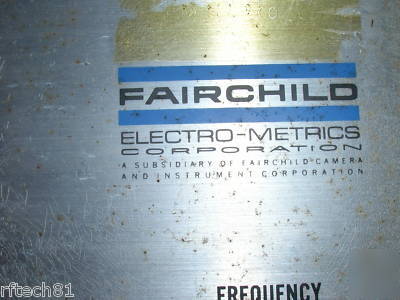 FAIRCHILD
ELECTRO-METRICS
CORPORATION
A SUBSIDIARY OF FAIRCHILD CAMERA
AND INSTRUMENT CORPORATION
FREQUENCY
rftech81